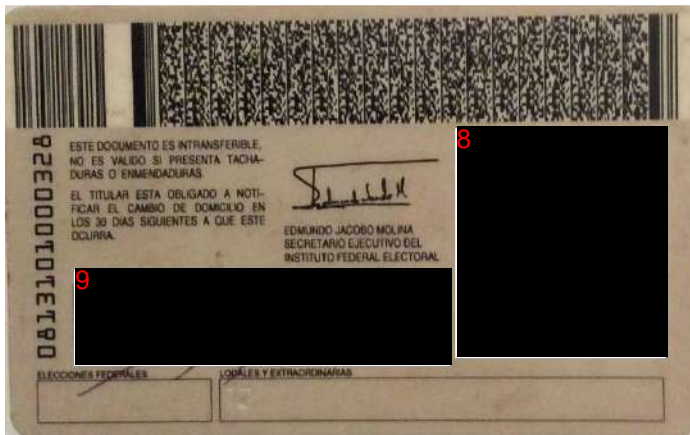 0813101000328
ESTE DOCUMENTO ES INTRANSFERIBLE,
NO ES VALIDO SI PRESENTA TACHA-
DURAS O ENMENDADURAS.
EL TITULAR ESTA OBLIGADO A NOTI-
FICAR EL CAMBIO DE DOMICILIO EN
LOS 30 DIAS SIGUIENTES A QUE ESTE
OCURRA.
EDMUNDO JACOBO MOLINA
SECRETARIO EJECUTIVO DEL
INSTITUTO FEDERAL ELECTORAL
8
9
ELECCIONES FEDERALES
LOCALES Y EXTRAORDINARIAS